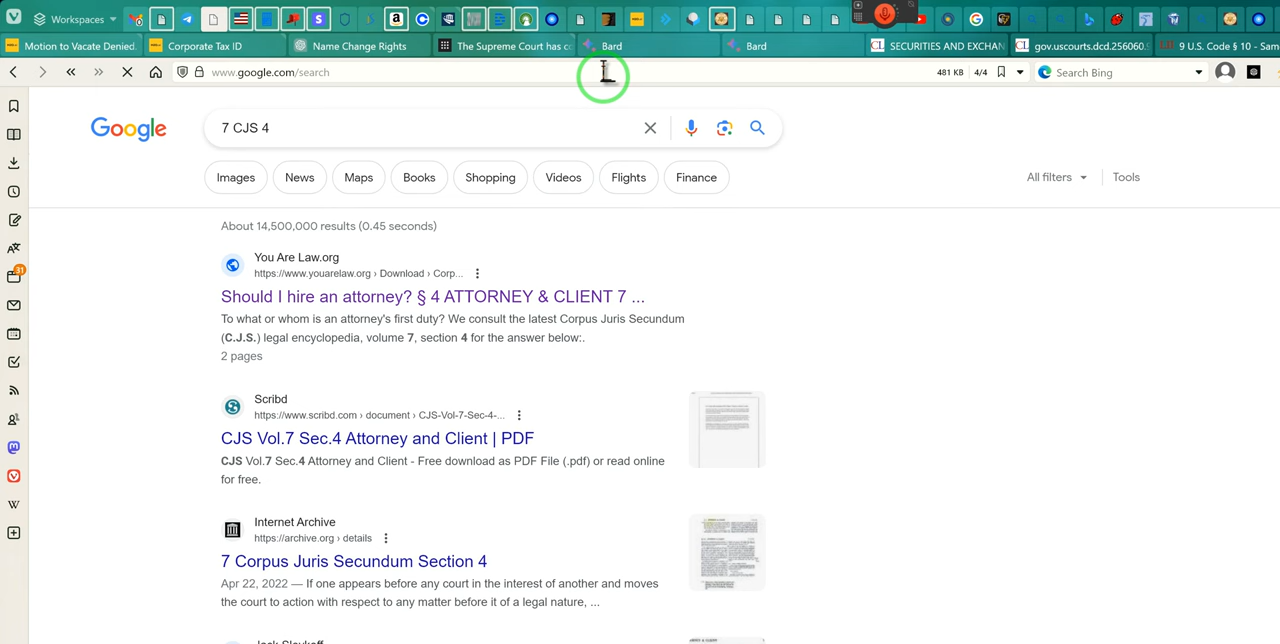 Workspaces
Motion to Vacate Denied.
Corporate Tax ID
Name Change Rights
The Supreme Court has co
Bard
Bard
SECURITIES AND EXCHAN
gov.uscourts.dcd.256060.
9 U.S. Code § 10 - Sam
www.google.com/search
481 KB
4/4
Search Bing
Google
7 CJS 4
Images
News
Maps
Books
Shopping
Videos
Flights
Finance
All filters
Tools
31
About 14,500,000 results (0.45 seconds)
You Are Law.org
https://www.youarelaw.org › Download › Corp...
Should I hire an attorney? § 4 ATTORNEY & CLIENT 7 ...
To what or whom is an attorney's first duty? We consult the latest Corpus Juris Secundum
(C.J.S.) legal encyclopedia, volume 7, section 4 for the answer below:.
2 pages
Scribd
https://www.scribd.com › document › CJS-Vol-7-Sec-4-...
CJS Vol.7 Sec.4 Attorney and Client | PDF
CJS Vol.7 Sec.4 Attorney and Client - Free download as PDF File (.pdf) or read online
for free.
Internet Archive
https://archive.org › details
7 Corpus Juris Secundum Section 4
Apr 22, 2022 — If one appears before any court in the interest of another and moves
the court to action with respect to any matter before it of a legal nature, ...